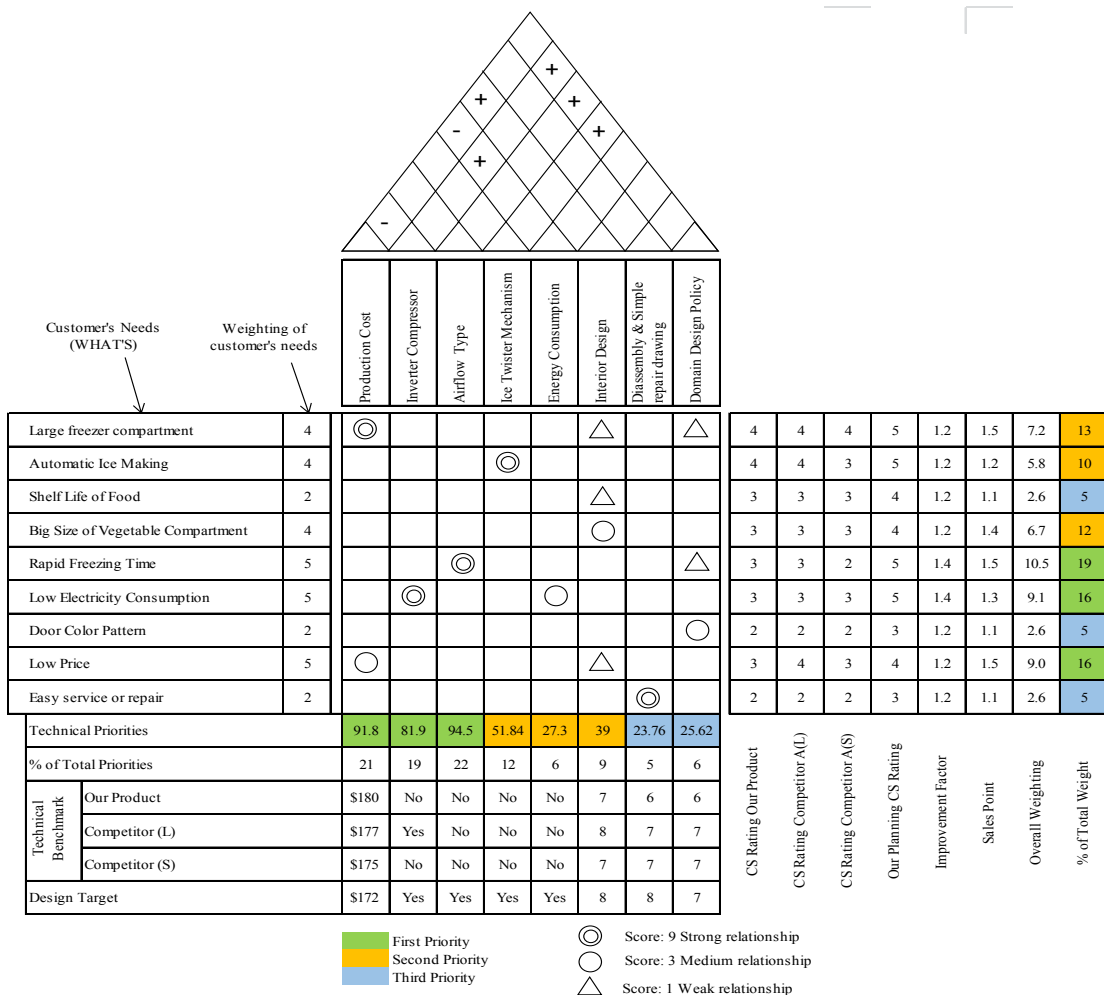 +
+
+
+
-
+
+
-
Customer's Needs
(WHAT'S)
Weighting of
customer's needs
Production Cost
Inverter Compressor
Airflow Type
Ice Twister Mechanism
Energy Consumption
Interior Design
Diassembly & Simple
repair drawing
Domain Design Policy
Large freezer compartment 4 4 4 4 5 1.2 1.5 7.2 13
Automatic Ice Making 4 4 4 3 5 1.2 1.2 5.8 10
Shelf Life of Food 2 3 3 3 4 1.2 1.1 2.6 5
Big Size of Vegetable Compartment 4 3 3 3 4 1.2 1.4 6.7 12
Rapid Freezing Time 5 3 3 2 5 1.4 1.5 10.5 19
Low Electricity Consumption 5 3 3 3 5 1.4 1.3 9.1 16
Door Color Pattern 2 2 2 2 3 1.2 1.1 2.6 5
Low Price 5 3 4 3 4 1.2 1.5 9.0 16
Easy service or repair 2 2 2 2 3 1.2 1.1 2.6 5
Technical Priorities 91.8 81.9 94.5 51.84 27.3 39 23.76 25.62
% of Total Priorities 21 19 22 12 6 9 5 6
Technical
Benchmark
Our Product $180 No No No No 7 6 6
Competitor (L) $177 Yes No No No 8 7 7
Competitor (S) $175 No No No No 7 7 7
Design Target $172 Yes Yes Yes Yes 8 8 7
CS Rating Our Product
CS Rating Competitor A(L)
CS Rating Competitor A(S)
Our Planning CS Rating
Improvement Factor
Sales Point
Overall Weighting
% of Total Weight
First Priority
Second Priority
Third Priority
Score: 9 Strong relationship
Score: 3 Medium relationship
Score: 1 Weak relationship